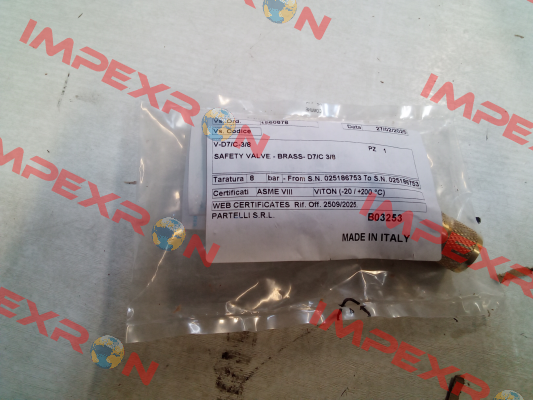 Vs. Ord.
Data 27/02/2025
Vs. Codice
V-D7/C-3/8
PZ 1
SAFETY VALVE - BRASS- D7/C 3/8
Taratura 8 bar - From S.N. 025186753 To S.N. 025186753
Certificati ASME VIII VITON (-20 / +200 °C)
WEB CERTIFICATES Rif. Off. 2509/2025
PARTELLI S.R.L.
B03253
MADE IN ITALY
IMPEXRON
IMPEXRON
IMPEXRON
IMPEXRON
IMPEXRON